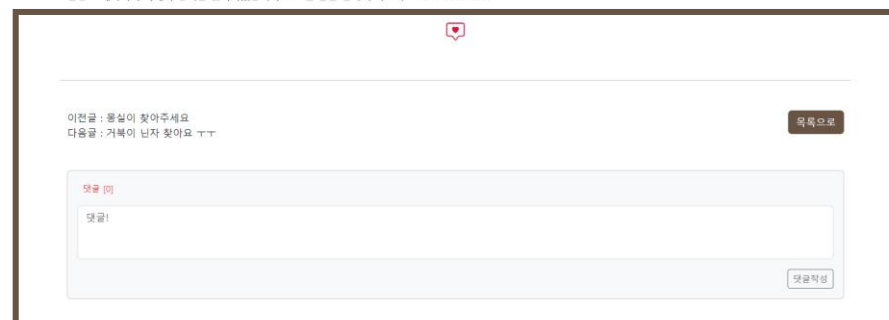 이전글 : 몽실이 찾아주세요
다음글 : 거북이 닌자 찾아요 ㅜㅜ
목록으로
댓글 [0]
댓글!
댓글작성